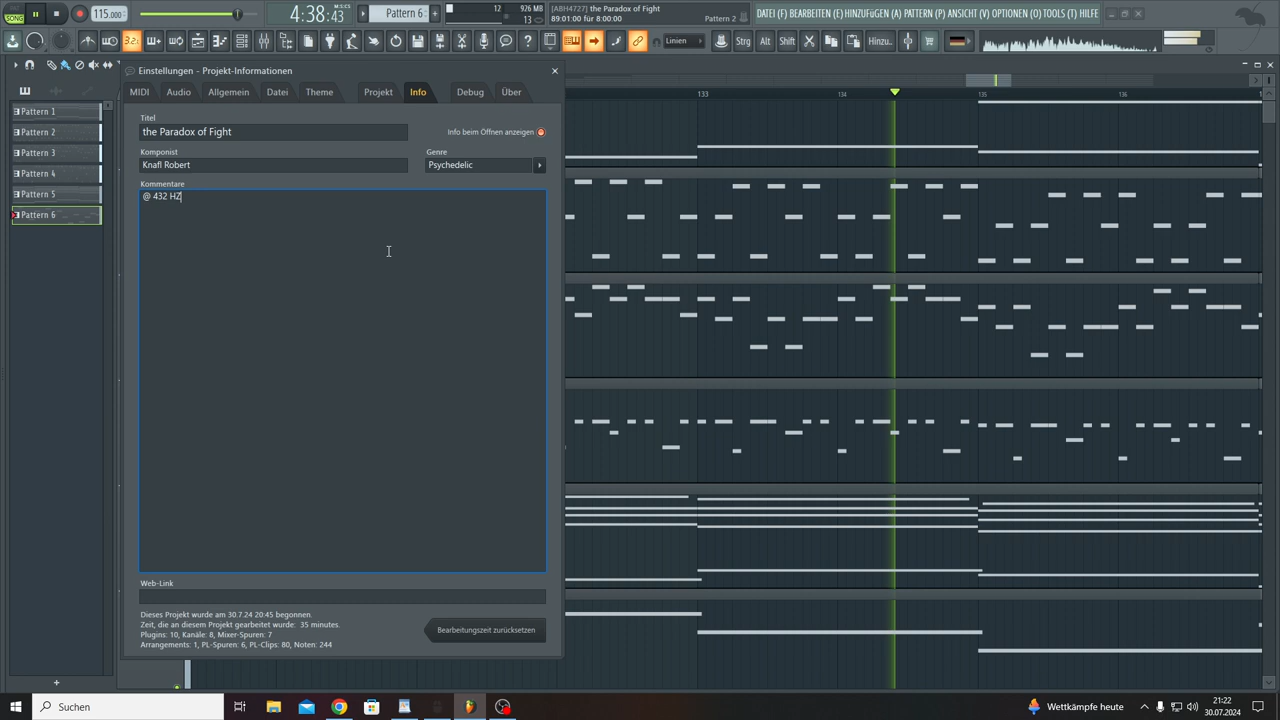 115.000
4:38:43
M:S:CS
Pattern 6
12
926 MB
13
[ABH4727] the Paradox of Fight
89:01:00 für 8:00:00
Pattern 2
DATEI (F) BEARBEITEN (E) HINZUFüGEN (A) PATTERN (P) ANSICHT (V) OPTIONEN (O) TOOLS (T) HILFE
SONG
Linien
Strg
Alt
Shift
Hinzu..
Pattern 1
Pattern 2
Pattern 3
Pattern 4
Pattern 5
Pattern 6
Einstellungen - Projekt-Informationen
MIDI Audio Allgemein Datei Theme Projekt Info Debug Über
Titel
the Paradox of Fight
Info beim Öffnen anzeigen
Komponist
Knafl Robert
Genre
Psychedelic
Kommentare
@ 432 HZ
Web-Link
Dieses Projekt wurde am 30.7.24 20:45 begonnen.
Zeit, die an diesem Projekt gearbeitet wurde: 35 minutes.
Plugins: 10, Kanäle: 8, Mixer-Spuren: 7
Arrangements: 1, PL-Spuren: 6, PL-Clips: 80, Noten: 244
Bearbeitungszeit zurücksetzen
133 134 135 136
Suchen
Wettkämpfe heute
21:22
30.07.2024